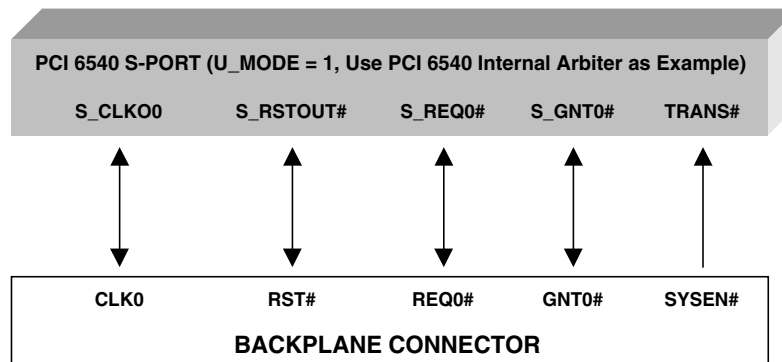 PCI 6540 S-PORT (U_MODE = 1, Use PCI 6540 Internal Arbiter as Example)
S_CLKO0 S_RSTOUT# S_REQ0# S_GNT0# TRANS#
CLK0 RST# REQ0# GNT0# SYSEN#
BACKPLANE CONNECTOR